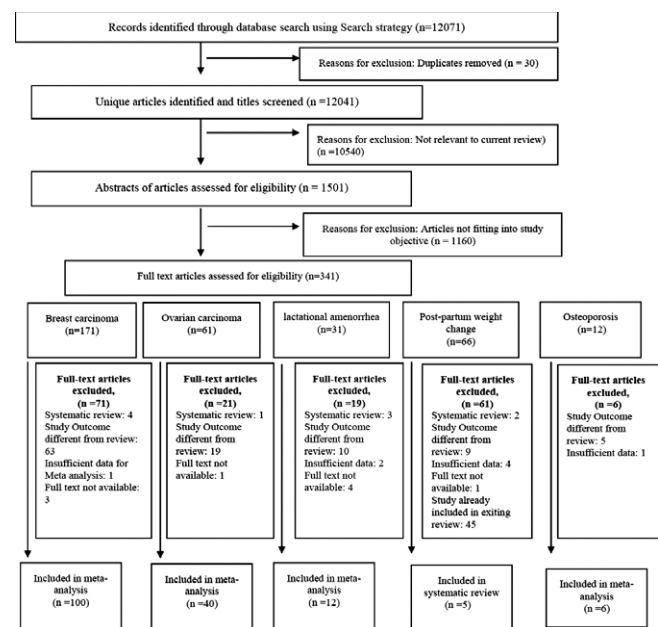 Records identified through database search using Search strategy (n=12071)
Reasons for exclusion: Duplicates removed (n = 30)
Unique articles identified and titles screened (n =12041)
Reasons for exclusion: Not relevant to current review)
(n =10540)
Abstracts of articles assessed for eligibility (n = 1501)
Reasons for exclusion: Articles not fitting into study
objective (n = 1160)
Full text articles assessed for eligibility (n=341)
Breast carcinoma
(n=171)
Ovarian carcinoma
(n=61)
lactational amenorrhea
(n=31)
Post-partum weight
change
(n=66)
Osteoporosis
(n=12)
Full-text articles
excluded,
(n =71)
Systematic review: 4
Study Outcome
different from review:
63
Insufficient data for
Meta analysis: 1
Full text not available:
3
Full-text articles
excluded,
(n =21)
Systematic review: 1
Study Outcome
different from
review: 19
Full text not
available: 1
Full-text articles
excluded,
(n =19)
Systematic review: 3
Study Outcome
different from
review: 10
Insufficient data: 2
Full text not
available: 4
Full-text articles
excluded,
(n =61)
Systematic review: 2
Study Outcome
different from
review: 9
Insufficient data: 4
Full text not
available: 1
Study already
included in exiting
review: 45
Full-text articles
excluded,
(n =6)
Study Outcome
different from
review: 5
Insufficient data: 1
Included in meta-
analysis
(n =100)
Included in meta-
analysis
(n =40)
Included in meta-
analysis
(n =12)
Included in
systematic review
(n =5)
Included in meta-
analysis
(n =6)